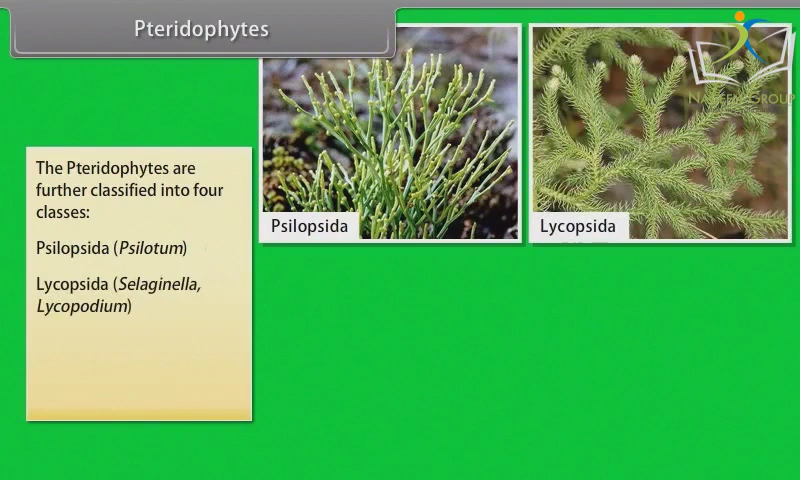 Pteridophytes
The Pteridophytes are
further classified into four
classes:
Psilopsida (Psilotum)
Lycopsida (Selaginella,
Lycopodium)
Psilopsida
Lycopsida